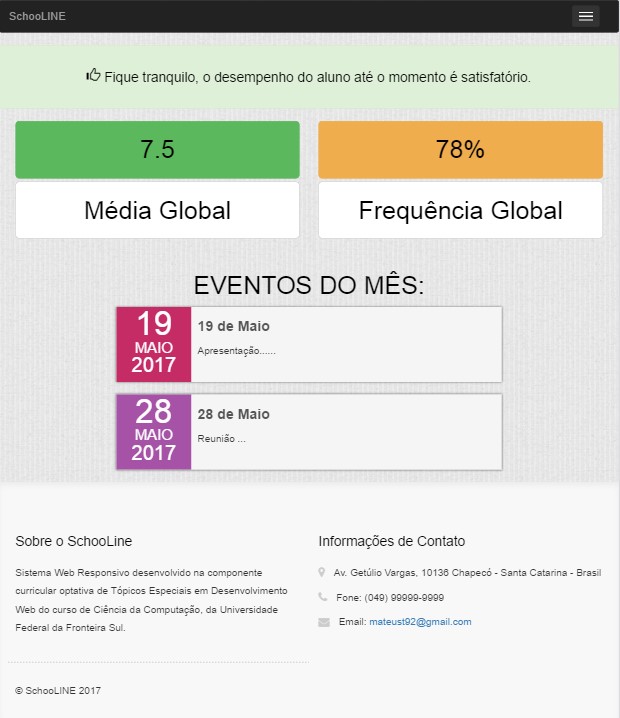 SchooLINE
Fique tranquilo, o desempenho do aluno até o momento é satisfatório.
7.5
78%
Média Global
Frequência Global
EVENTOS DO MÊS:
19
MAIO
2017
19 de Maio
Apresentação......
28
MAIO
2017
28 de Maio
Reunião ...
Sobre o SchooLine
Sistema Web Responsivo desenvolvido na componente
curricular optativa de Tópicos Especiais em Desenvolvimento
Web do curso de Ciência da Computação, da Universidade
Federal da Fronteira Sul.
© SchooLINE 2017
Informações de Contato
Av. Getúlio Vargas, 10136 Chapecó - Santa Catarina - Brasil
Fone: (049) 99999-9999
Email: mateust92@gmail.com